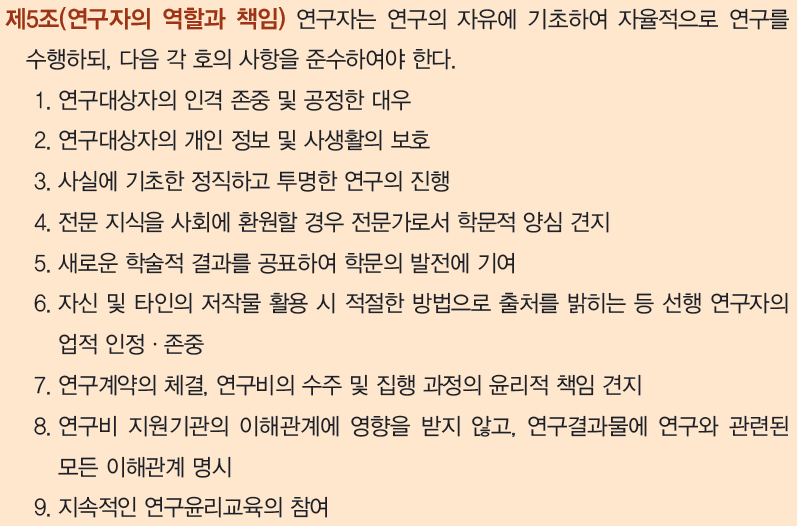 제5조(연구자의 역할과 책임) 연구자는 연구의 자유에 기초하여 자율적으로 연구를
수행하되, 다음 각 호의 사항을 준수하여야 한다.
1. 연구대상자의 인격 존중 및 공정한 대우
2. 연구대상자의 개인 정보 및 사생활의 보호
3. 사실에 기초한 정직하고 투명한 연구의 진행
4. 전문 지식을 사회에 환원할 경우 전문가로서 학문적 양심 견지
5. 새로운 학술적 결과를 공표하여 학문의 발전에 기여
6. 자신 및 타인의 저작물 활용 시 적절한 방법으로 출처를 밝히는 등 선행 연구자의
업적 인정·존중
7. 연구계약의 체결, 연구비의 수주 및 집행 과정의 윤리적 책임 견지
8. 연구비 지원기관의 이해관계에 영향을 받지 않고, 연구결과물에 연구와 관련된
모든 이해관계 명시
9. 지속적인 연구윤리교육의 참여